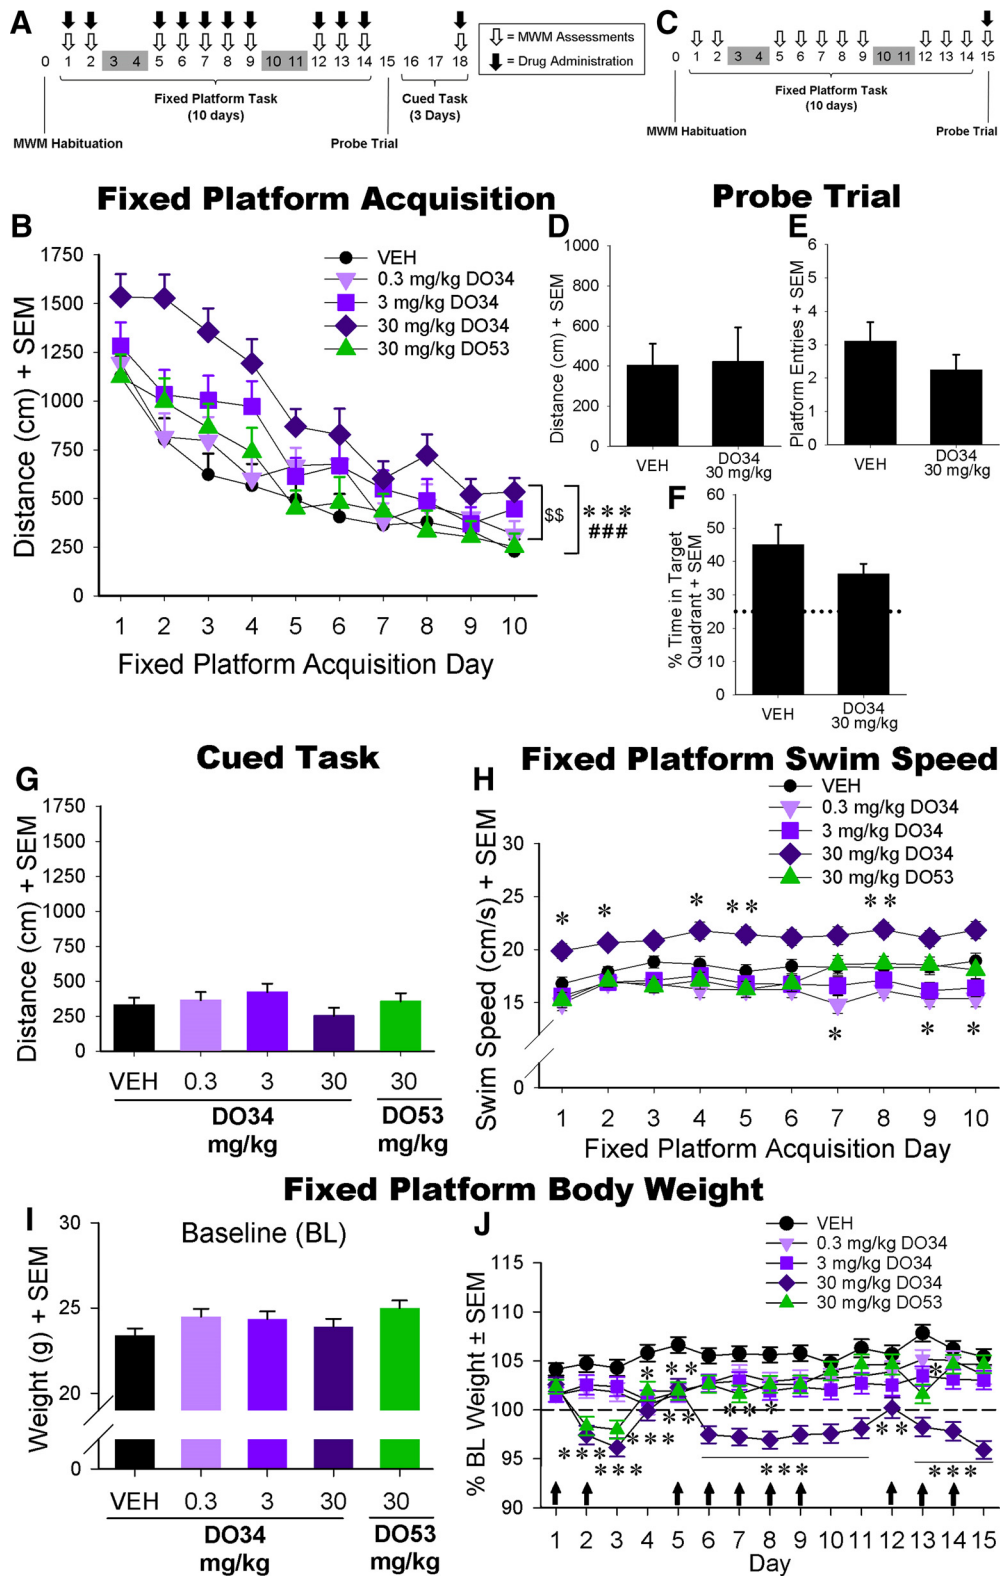 A
0 1 2 3 4 5 6 7 8 9 10 11 12 13 14 15 16 17 18
Fixed Platform Task
(10 days)
Cued Task
(3 Days)
MWM Habituation
Probe Trial
= MWM Assessments
= Drug Administration
C
0 1 2 3 4 5 6 7 8 9 10 11 12 13 14 15
Fixed Platform Task
(10 days)
MWM Habituation
Probe Trial
Fixed Platform Acquisition
B
Distance (cm) + SEM
1750
1500
1250
1000
750
500
250
0
VEH
0.3 mg/kg DO34
3 mg/kg DO34
30 mg/kg DO34
30 mg/kg DO53
$$
***
###
1 2 3 4 5 6 7 8 9 10
Fixed Platform Acquisition Day
Probe Trial
D
Distance (cm) + SEM
1000
800
600
400
200
0
VEH
DO34
30 mg/kg
E
Platform Entries + SEM
6
5
4
3
2
1
0
VEH
DO34
30 mg/kg
F
% Time in Target
Quadrant + SEM
60
50
40
30
20
10
0
VEH
DO34
30 mg/kg
Cued Task
G
Distance (cm) + SEM
1750
1500
1250
1000
750
500
250
0
VEH 0.3 3 30 30
DO34
mg/kg
DO53
mg/kg
Fixed Platform Swim Speed
H
VEH
0.3 mg/kg DO34
3 mg/kg DO34
30 mg/kg DO34
30 mg/kg DO53
Swim Speed (cm/s) + SEM
30
25
20
15
0
* * * ** **
* * *
1 2 3 4 5 6 7 8 9 10
Fixed Platform Acquisition Day
Fixed Platform Body Weight
I
Baseline (BL)
Weight (g) + SEM
30
25
20
0
VEH 0.3 3 30 30
DO34
mg/kg
DO53
mg/kg
J
VEH
0.3 mg/kg DO34
3 mg/kg DO34
30 mg/kg DO34
30 mg/kg DO53
% BL Weight ± SEM
115
110
105
100
95
90
* ** *
** ** *
*** *** *** *** ** ***
1 2 3 4 5 6 7 8 9 10 11 12 13 14 15
Day